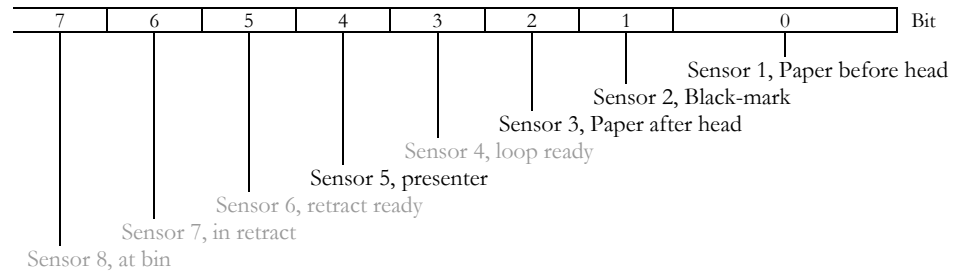 7 6 5 4 3 2 1 0 Bit
Sensor 1, Paper before head
Sensor 2, Black-mark
Sensor 3, Paper after head
Sensor 4, loop ready
Sensor 5, presenter
Sensor 6, retract ready
Sensor 7, in retract
Sensor 8, at bin